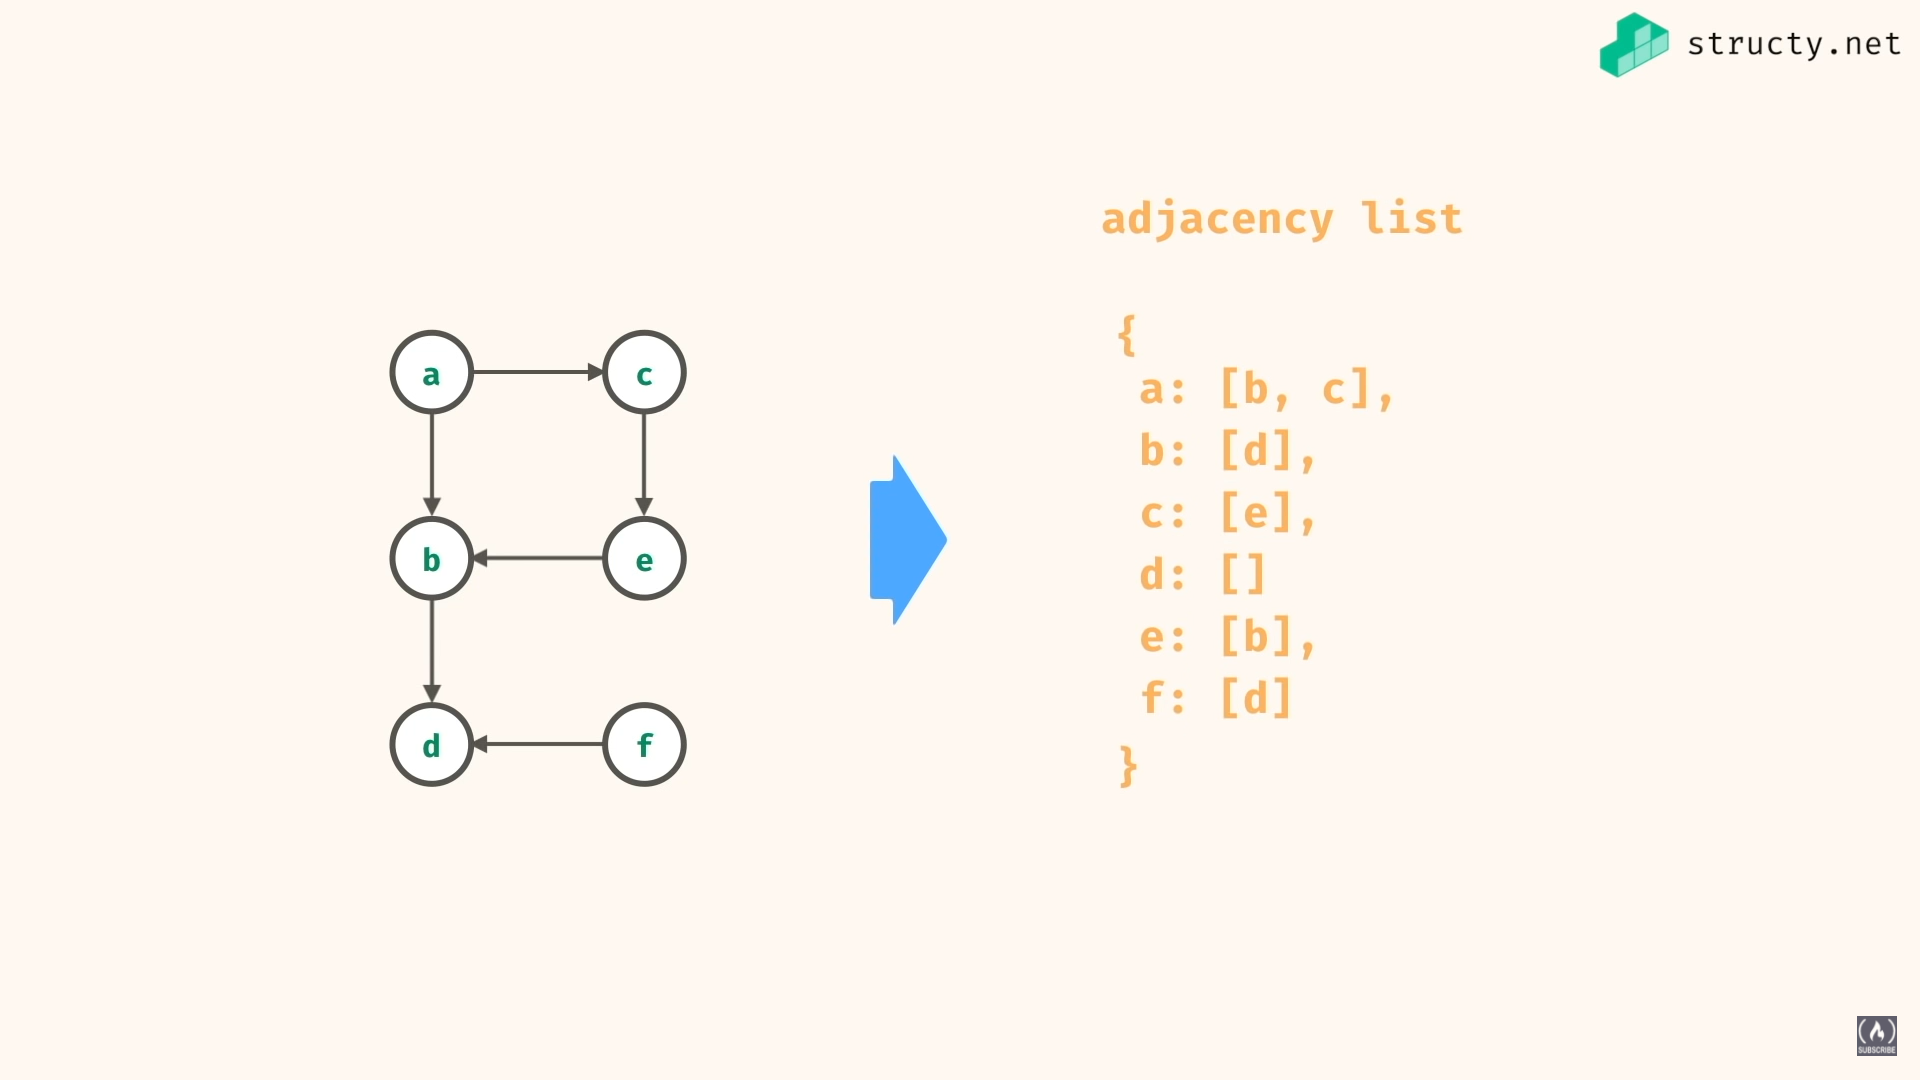 structy.net
adjacency list
a
c
b
e
d
f
{
a: [b, c],
b: [d],
c: [e],
d: []
e: [b],
f: [d]
}
SUBSCRIBE